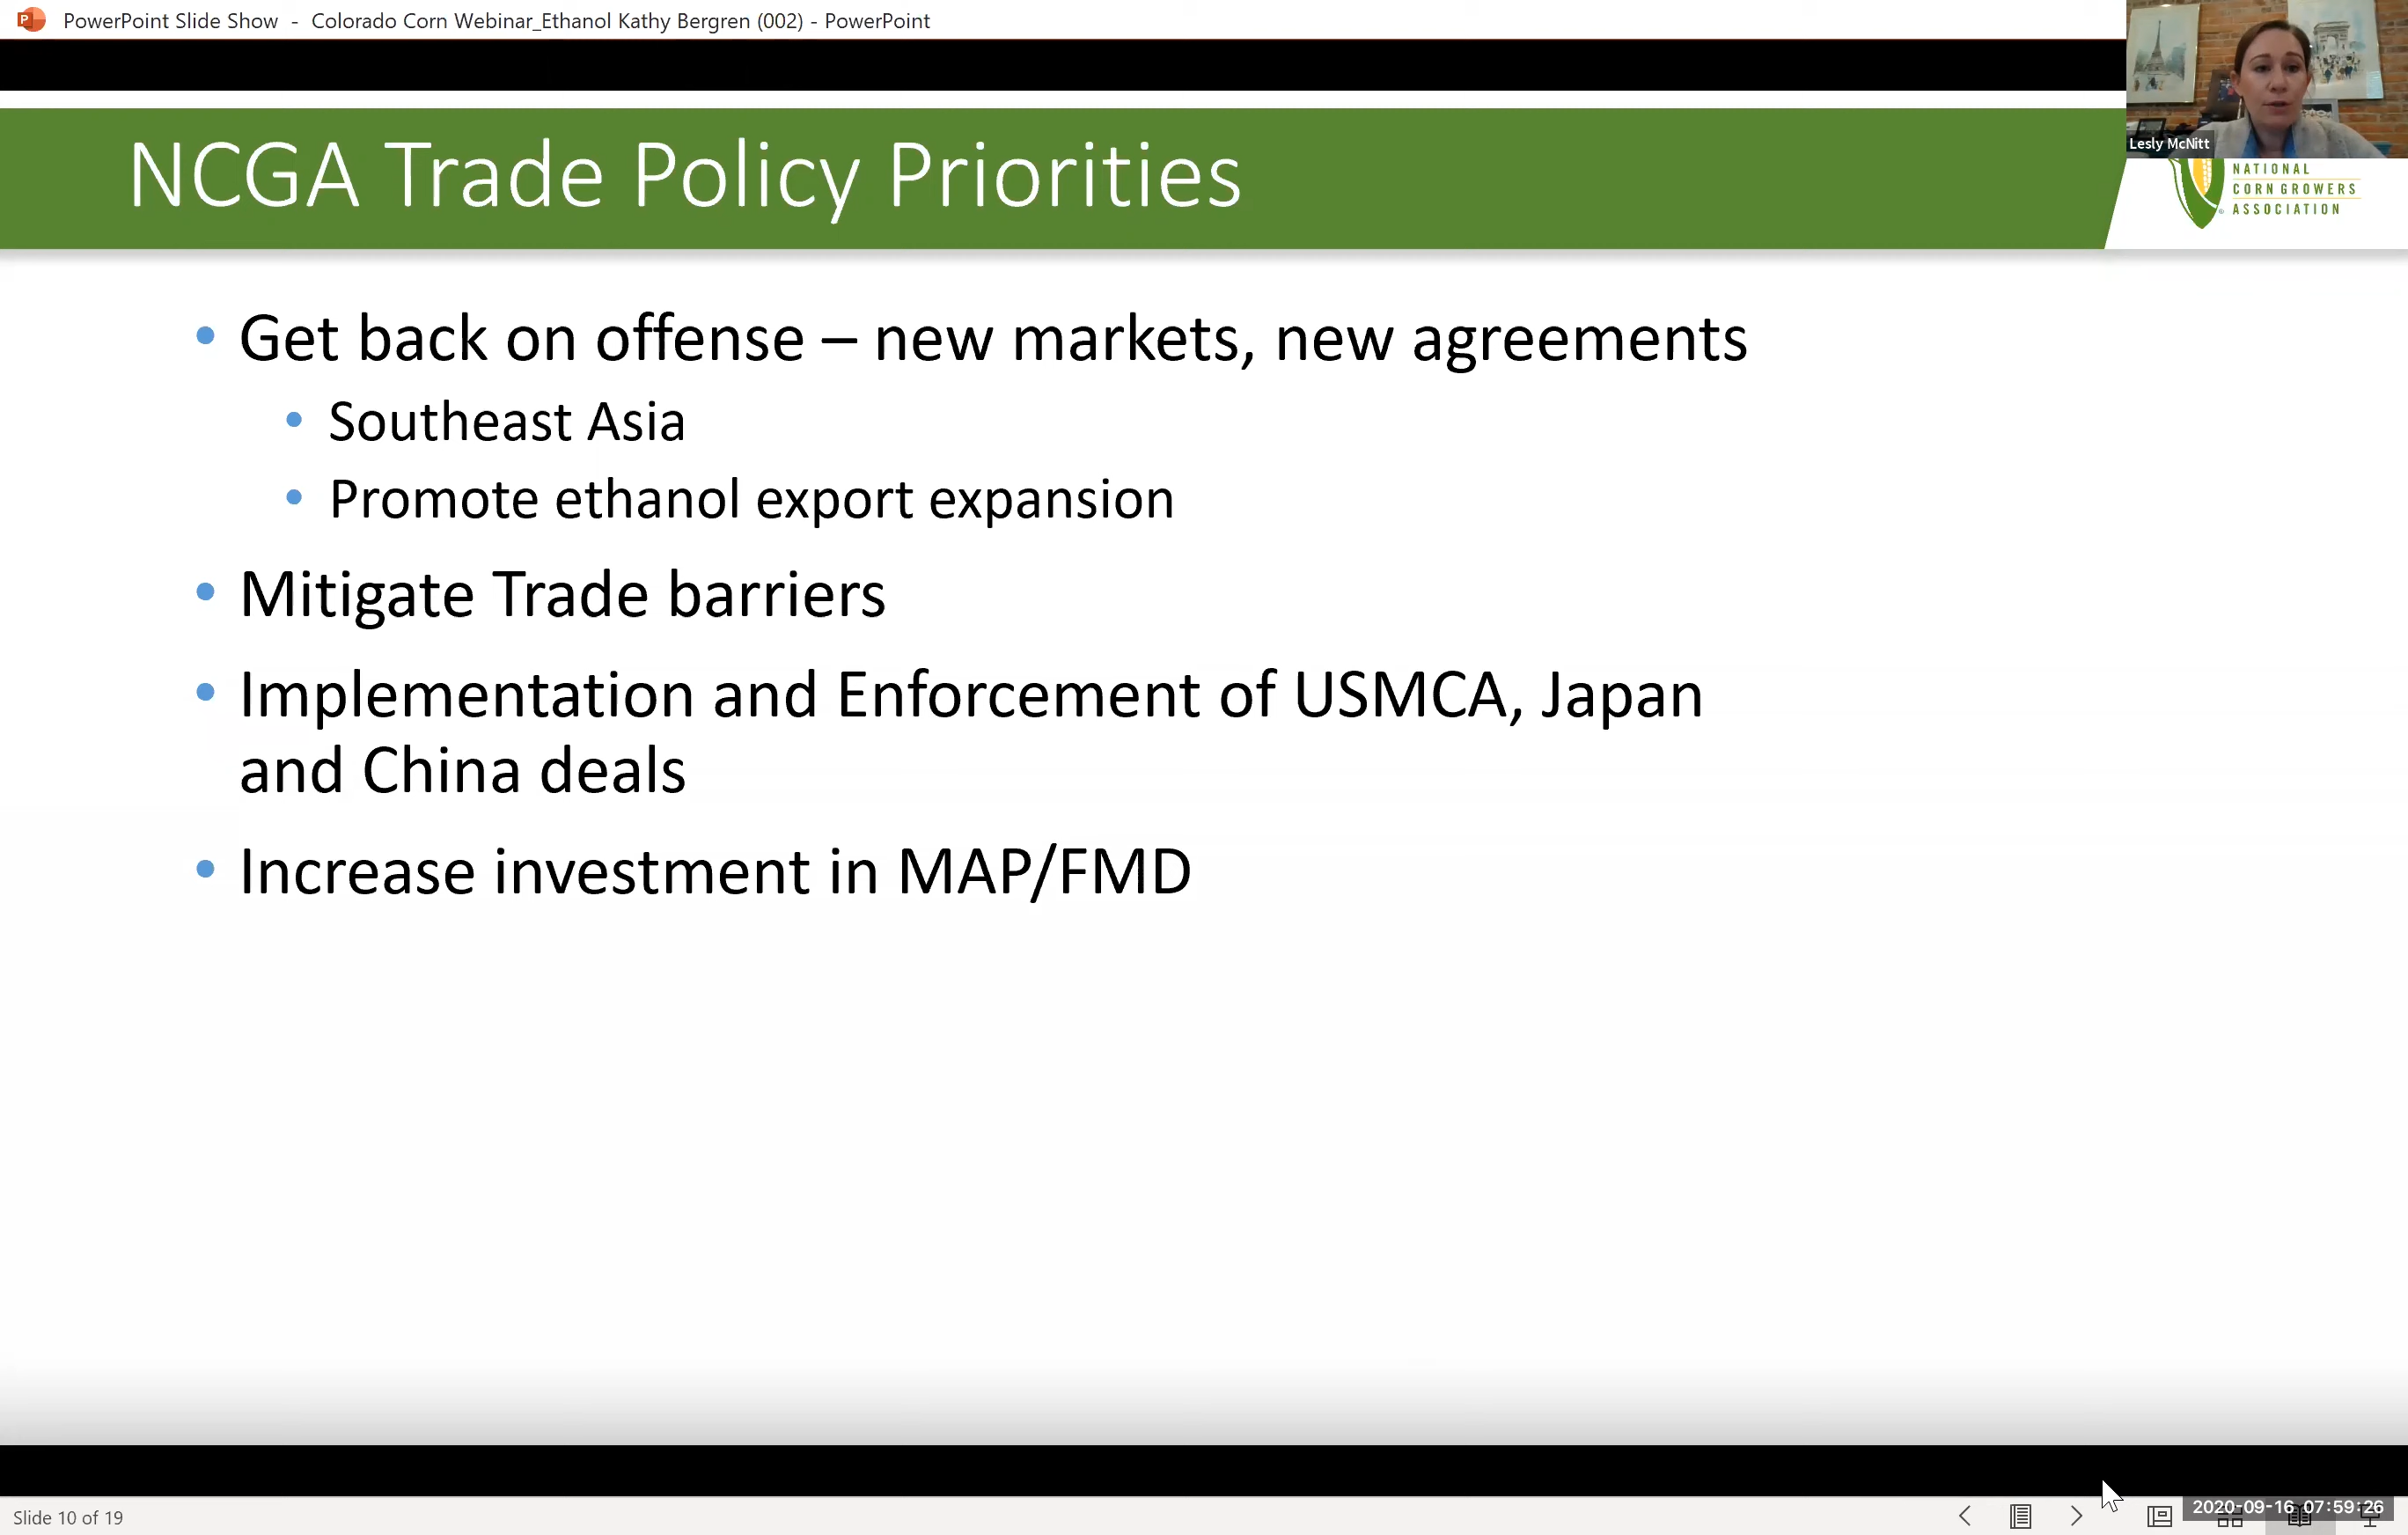 PowerPoint Slide Show - Colorado Corn Webinar_Ethanol Kathy Bergren (002) - PowerPoint
Lesly McNitt
NCGA Trade Policy Priorities
NATIONAL
CORN GROWERS
ASSOCIATION
• Get back on offense – new markets, new agreements
• Southeast Asia
• Promote ethanol export expansion
• Mitigate Trade barriers
• Implementation and Enforcement of USMCA, Japan
and China deals
• Increase investment in MAP/FMD
Slide 10 of 19
2020-09-16 07:59:26